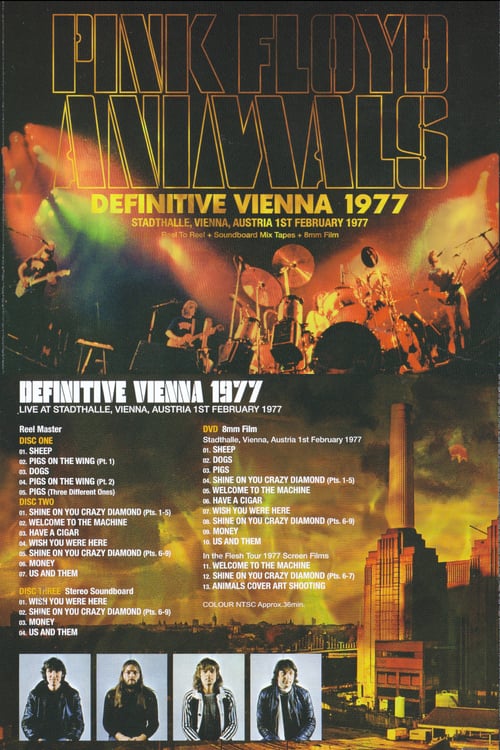 PINK FLOYD
ANIMALS
DEFINITIVE VIENNA 1977
STADTHALLE, VIENNA, AUSTRIA 1ST FEBRUARY 1977
Reel To Reel + Soundboard Mix Tapes + 8mm Film
DEFINITIVE VIENNA 1977
LIVE AT STADTHALLE, VIENNA, AUSTRIA 1ST FEBRUARY 1977
Reel Master
DISC ONE
01. SHEEP
02. PIGS ON THE WING (Pt. 1)
03. DOGS
04. PIGS ON THE WING (Pt. 2)
05. PIGS (Three Different Ones)
DISC TWO
01. SHINE ON YOU CRAZY DIAMOND (Pts. 1-5)
02. WELCOME TO THE MACHINE
03. HAVE A CIGAR
04. WISH YOU WERE HERE
05. SHINE ON YOU CRAZY DIAMOND (Pts. 6-9)
06. MONEY
07. US AND THEM
DISC THREE Stereo Soundboard
01. WISH YOU WERE HERE
02. SHINE ON YOU CRAZY DIAMOND (Pts. 6-9)
03. MONEY
04. US AND THEM
DVD 8mm Film
Stadthalle, Vienna, Austria 1st February 1977
01. SHEEP
02. DOGS
03. PIGS
04. SHINE ON YOU CRAZY DIAMOND (Pts. 1-5)
05. WELCOME TO THE MACHINE
06. HAVE A CIGAR
07. WISH YOU WERE HERE
08. SHINE ON YOU CRAZY DIAMOND (Pts. 6-9)
09. MONEY
10. US AND THEM
In the Flesh Tour 1977 Screen Films
11. WELCOME TO THE MACHINE
12. SHINE ON YOU CRAZY DIAMOND (Pts. 6-7)
13. ANIMALS COVER ART SHOOTING
COLOUR NTSC Approx.36min.